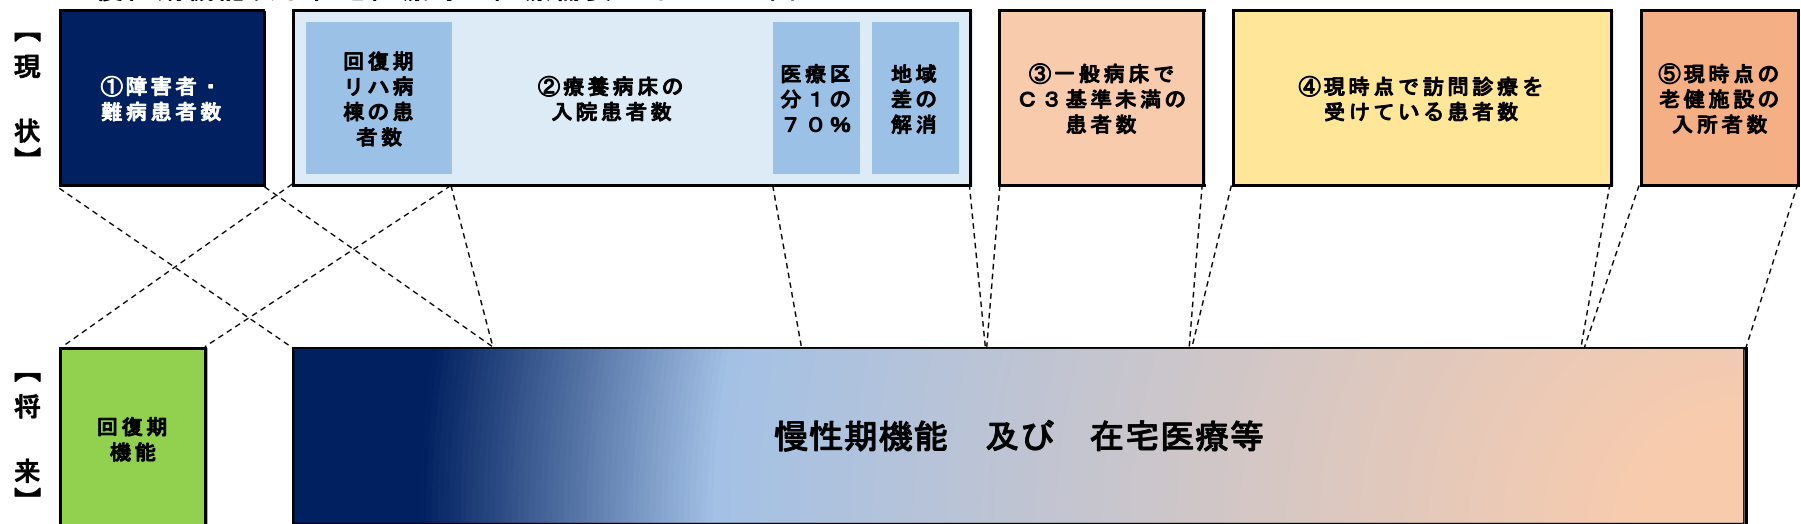 【現状】
①障害者・
難病患者数
回復期
リハ病
棟の患
者数
②療養病床の
入院患者数
医療区
分１の
７０％
地域
差の
解消
③一般病床で
Ｃ３基準未満の
患者数
④現時点で訪問診療を
受けている患者数
⑤現時点の
老健施設の
入所者数
【将来】
回復期
機能
慢性期機能　及び　在宅医療等